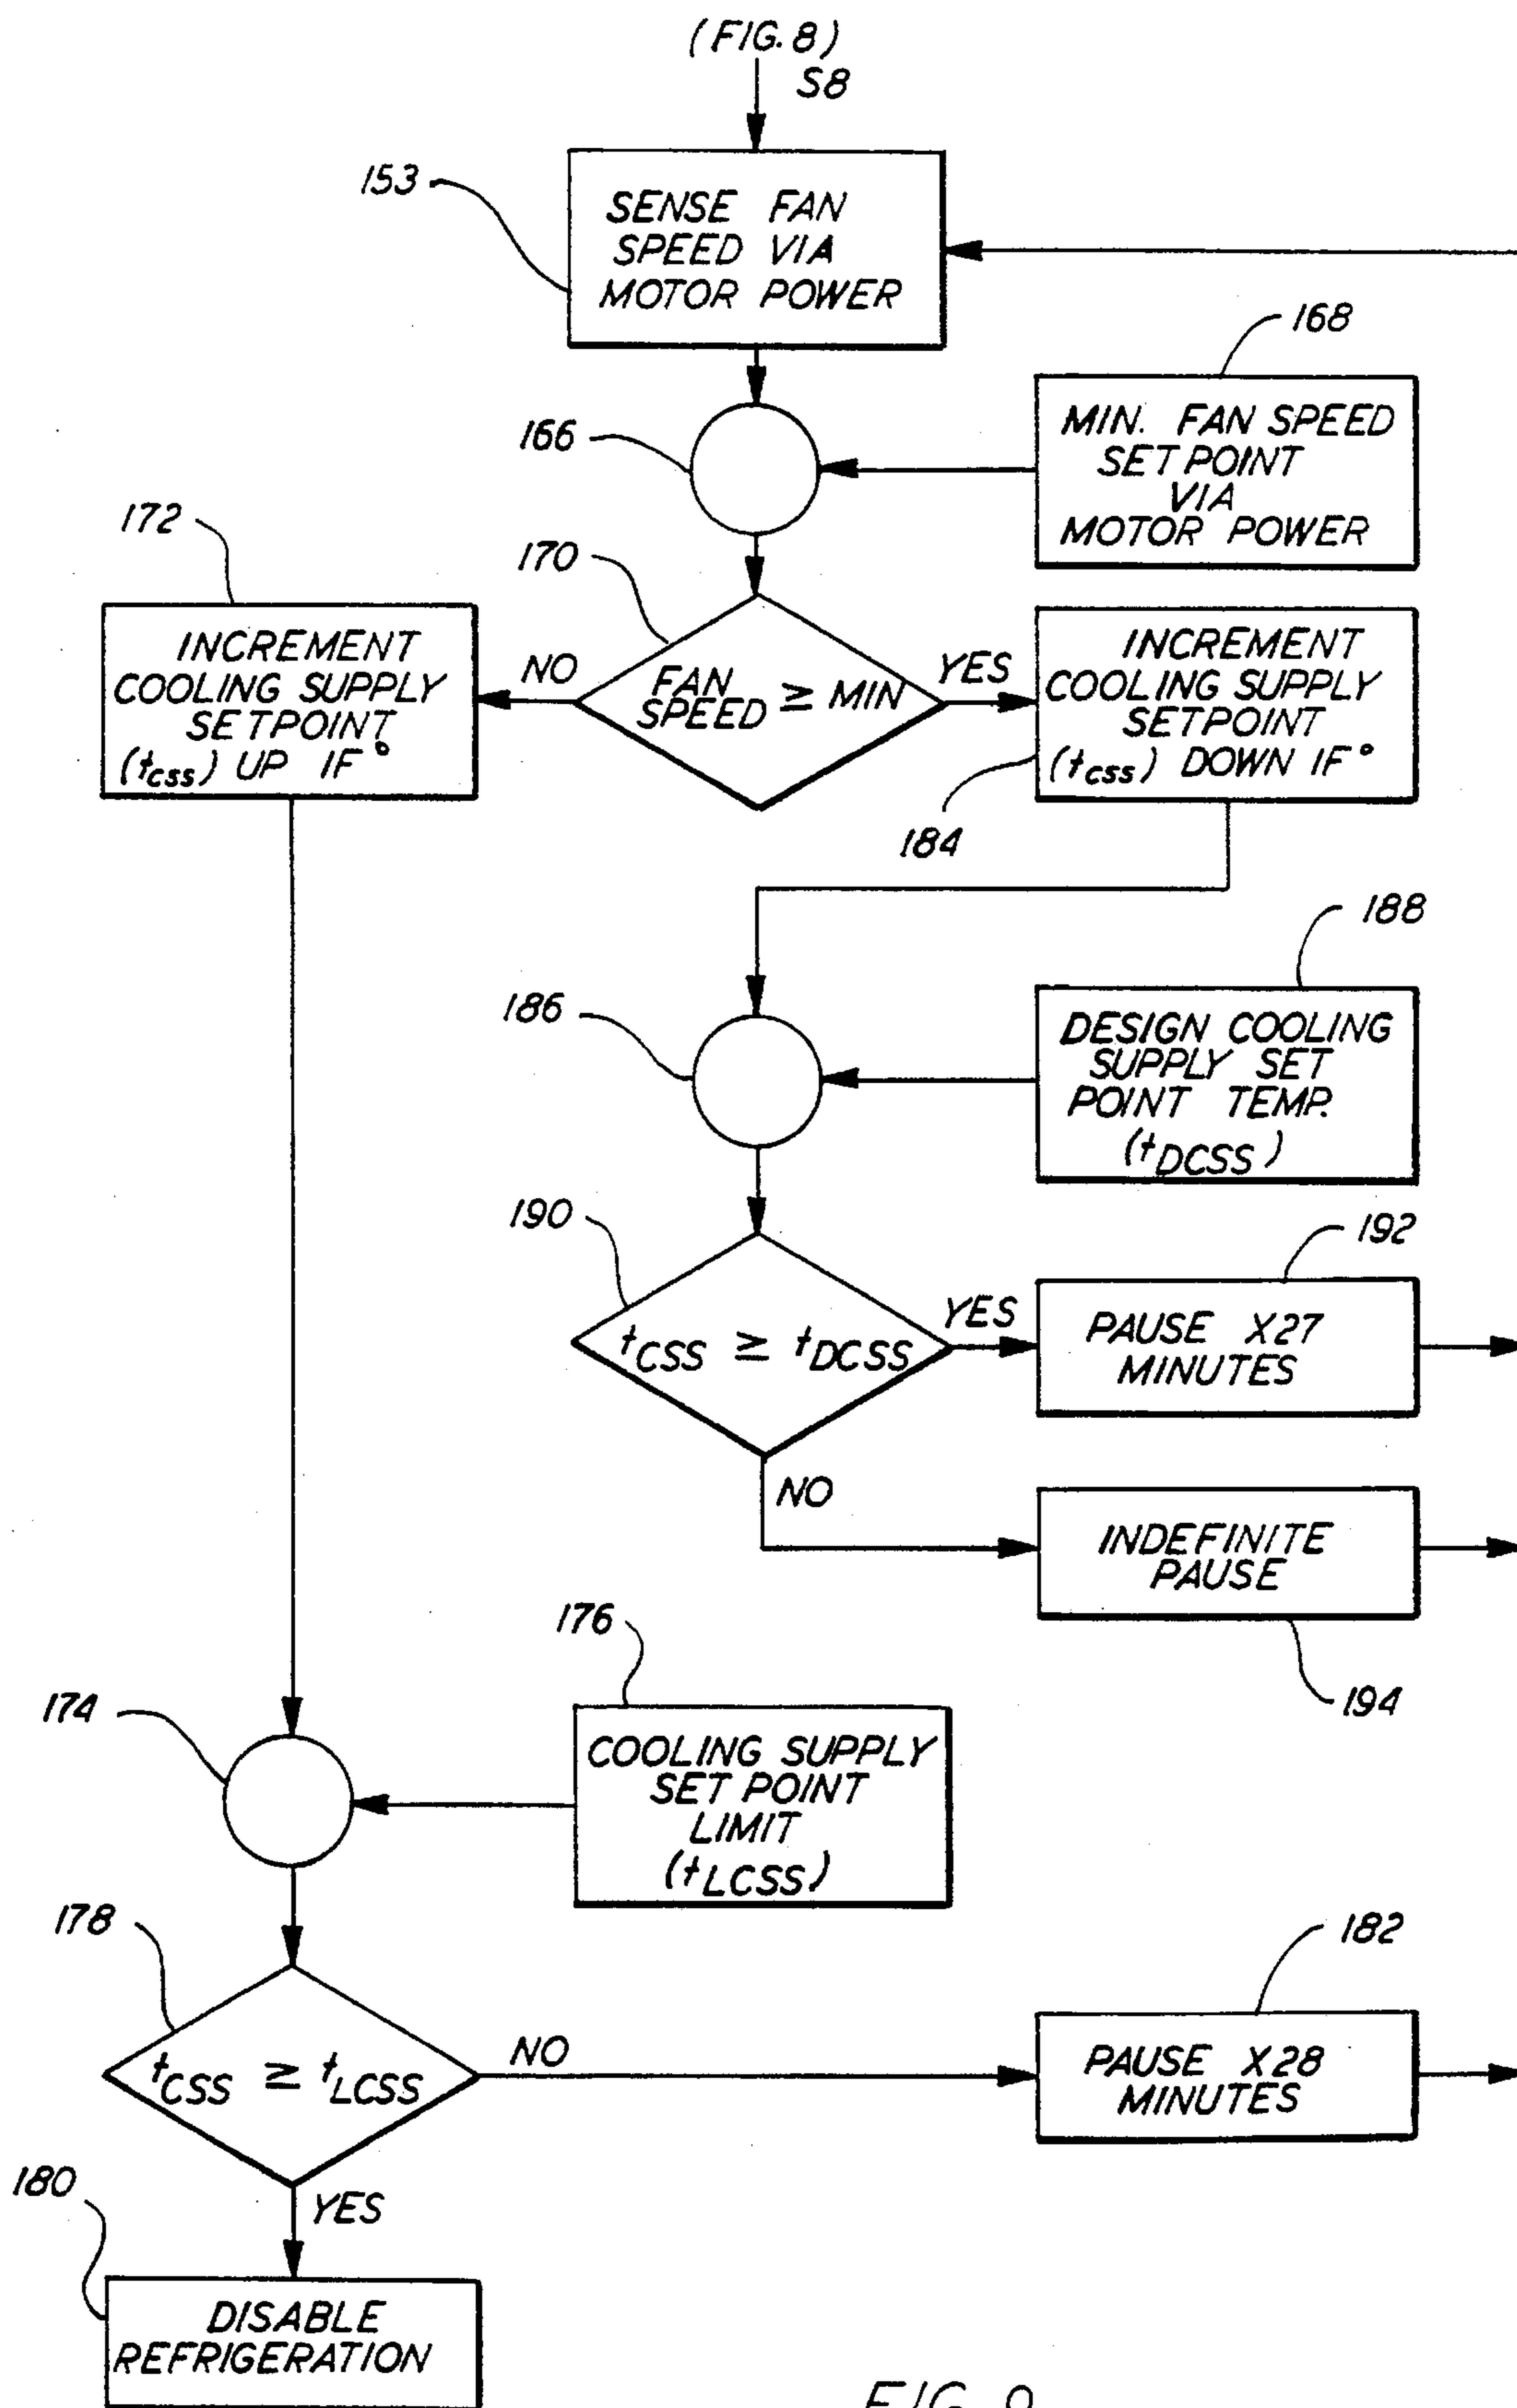 (FIG. 8)
S8
153
SENSE FAN
SPEED VIA
MOTOR POWER
168
MIN. FAN SPEED
SET POINT
VIA
MOTOR POWER
166
172
170
INCREMENT
COOLING SUPPLY
SETPOINT
(tcss) UP 1F°
NO
FAN
SPEED ≥ MIN
YES
INCREMENT
COOLING SUPPLY
SETPOINT
(tcss) DOWN 1F°
184
188
186
DESIGN COOLING
SUPPLY SET
POINT TEMP.
(tDCSS)
190
192
tCSS ≥ tDCSS
YES
PAUSE X27
MINUTES
NO
INDEFINITE
PAUSE
194
176
174
COOLING SUPPLY
SET POINT
LIMIT
(tLCSS)
178
182
tCSS ≥ tLCSS
NO
PAUSE X28
MINUTES
180
YES
DISABLE
REFRIGERATION
FIG. 9